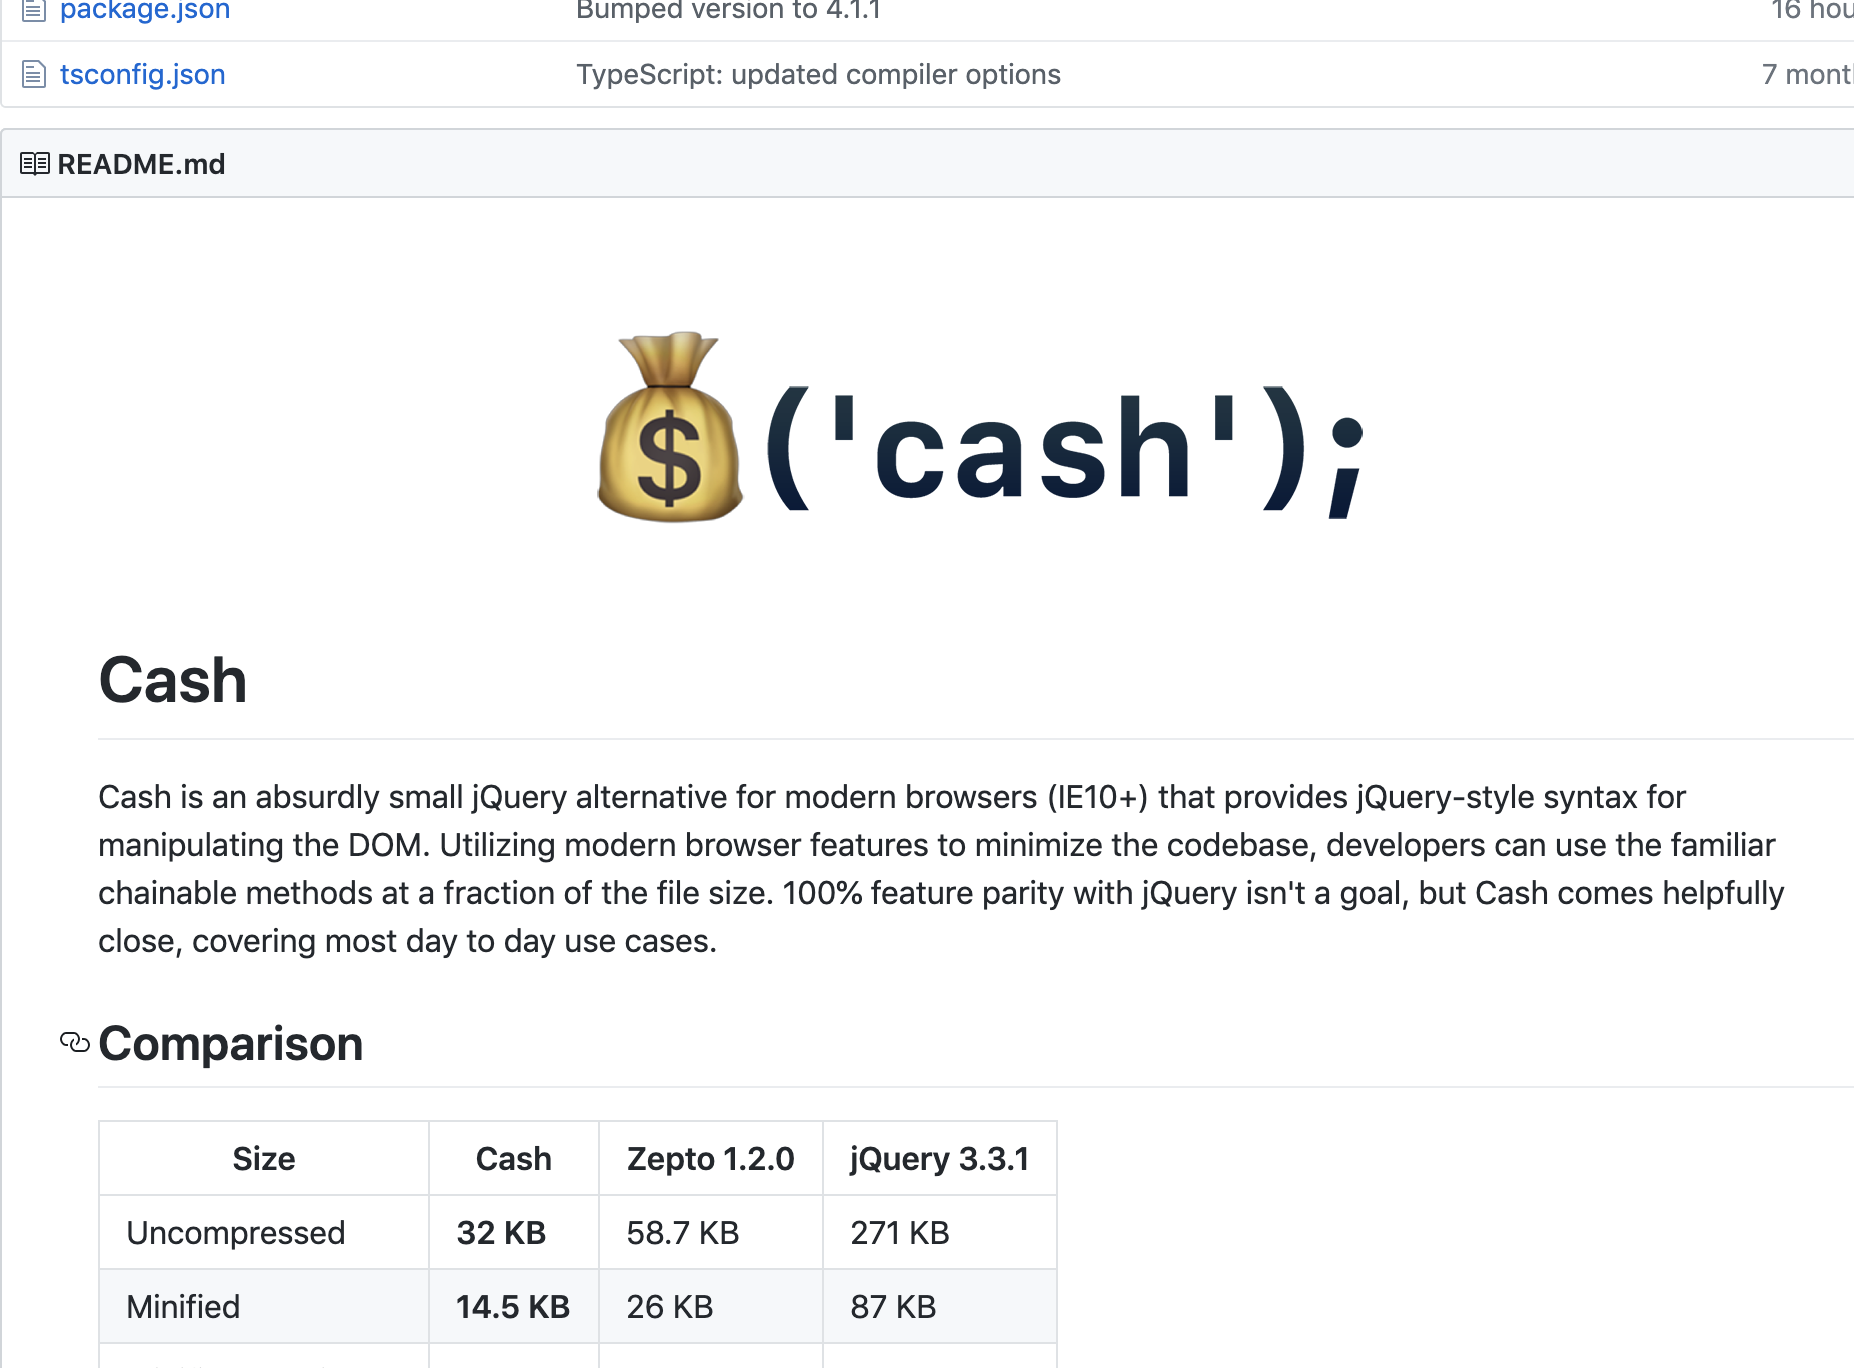 package.json Bumped version to 4.1.1 16
tsconfig.json TypeScript: updated compiler options 7
README.md
$('cash');
Cash
Cash is an absurdly small jQuery alternative for modern browsers (IE10+) that provides jQuery-style syntax for
manipulating the DOM. Utilizing modern browser features to minimize the codebase, developers can use the familiar
chainable methods at a fraction of the file size. 100% feature parity with jQuery isn't a goal, but Cash comes helpfully
close, covering most day to day use cases.
Comparison
Size Cash Zepto 1.2.0 jQuery 3.3.1
Uncompressed 32 KB 58.7 KB 271 KB
Minified 14.5 KB 26 KB 87 KB